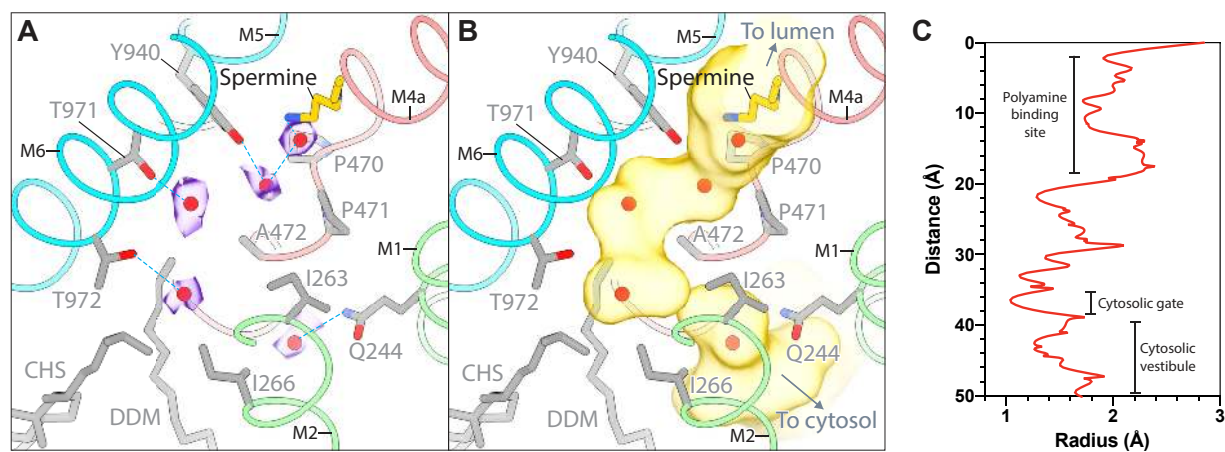 A
M5
Y940
Spermine
T971
M4a
M6
P470
P471
A472
M1
I263
T972
Q244
CHS
I266
DDM
M2
B
To lumen
M5
Y940
Spermine
T971
M4a
M6
P470
P471
A472
M1
I263
T972
Q244
CHS
I266
DDM
To cytosol
M2
C
0
10
20
30
40
50
Distance (Å)
Polyamine
binding
site
Cytosolic gate
Cytosolic
vestibule
1
2
3
Radius (Å)